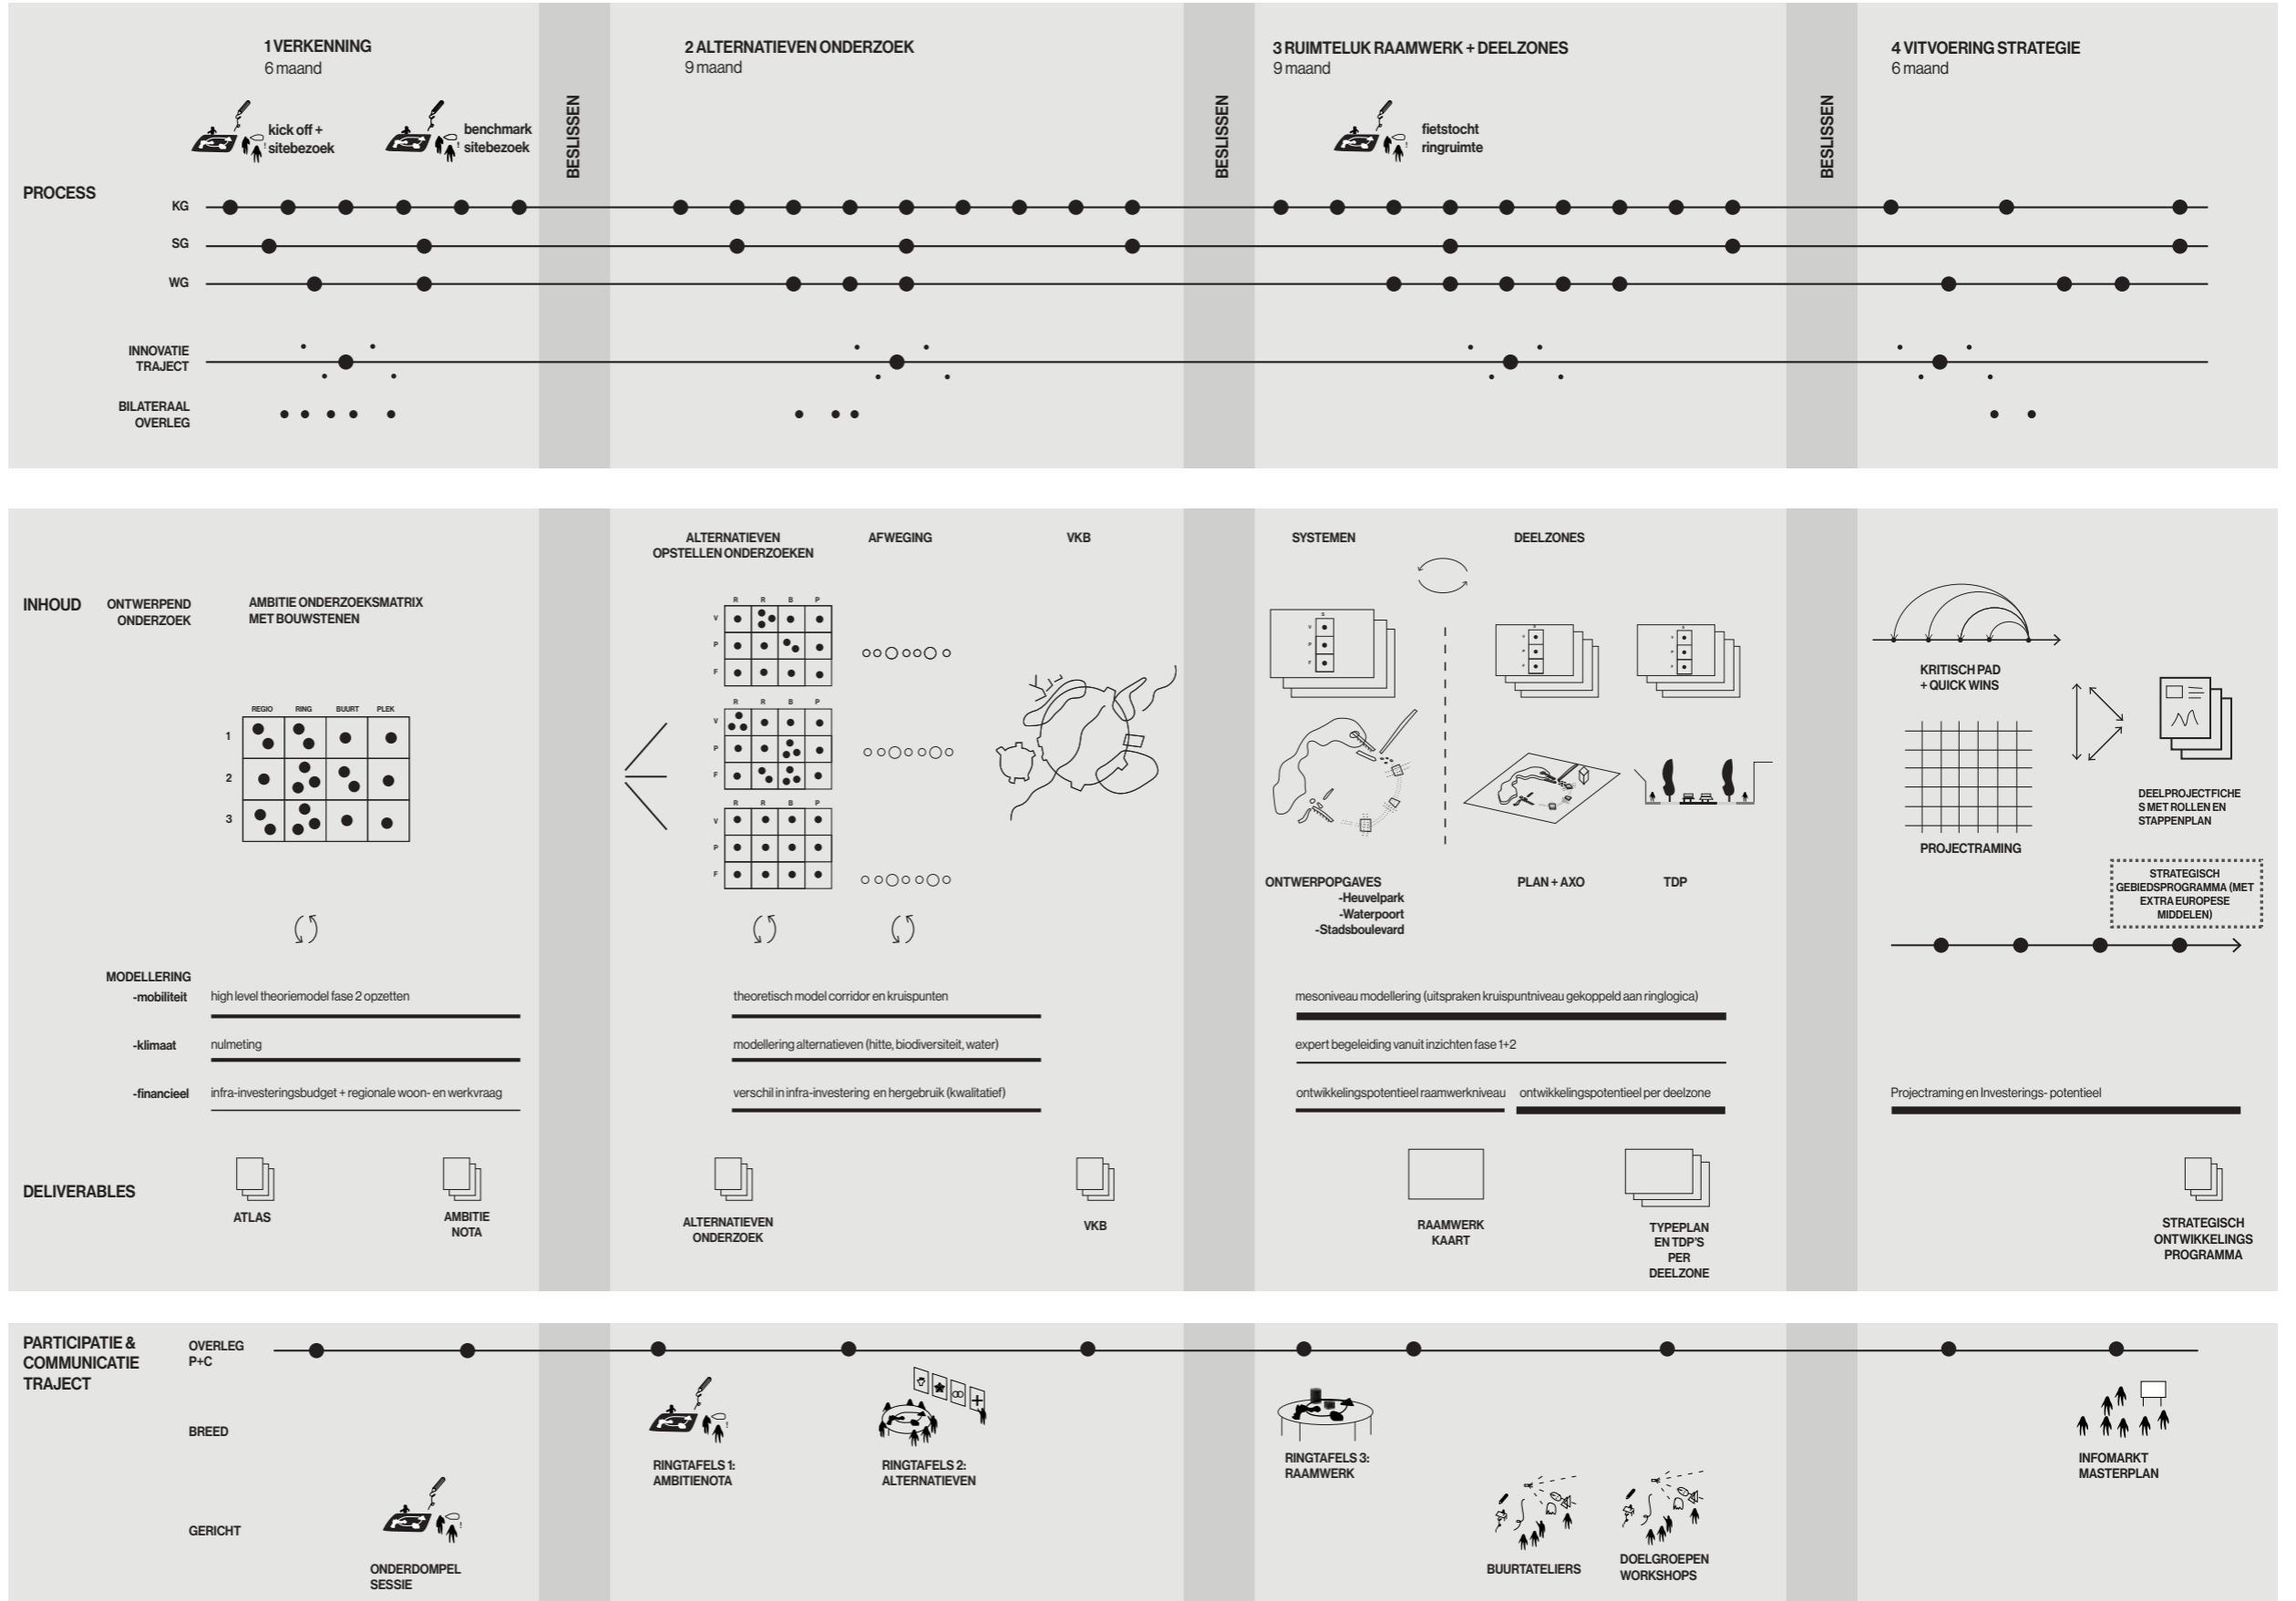 1 VERKENNING
6 maand
2 ALTERNATIEVEN ONDERZOEK
9 maand
3 RUIMTELUK RAAMWERK + DEELZONES
9 maand
4 VITVOERING STRATEGIE
6 maand
kick off +
sitebezoek
benchmark
sitebezoek
BESLISSEN
BESLISSEN
fietstocht
ringruimte
BESLISSEN
PROCESS
KG
SG
WG
INNOVATIE
TRAJECT
BILATERAAL
OVERLEG
ALTERNATIEVEN
OPSTELLEN ONDERZOEKEN
AFWEGING
VKB
SYSTEMEN
DEELZONES
INHOUD
ONTWERPEND
ONDERZOEK
AMBITIE ONDERZOEKSMATRIX
MET BOUWSTENEN
REGIO RING BUURT PLEK
1
2
3
R R B P
V
P
F
R R B P
V
P
F
R R B P
V
P
F
S
V
P
F
S
V
P
F
S
V
P
F
ONTWERPOPGAVES
-Heuvelpark
-Waterpoort
-Stadsboulevard
PLAN + AXO
TDP
KRITISCH PAD
+ QUICK WINS
PROJECTRAMING
DEELPROJECTFICHE
S MET ROLLEN EN
STAPPENPLAN
STRATEGISCH
GEBIEDSPROGRAMMA (MET
EXTRA EUROPESE
MIDDELEN)
MODELLERING
-mobiliteit
high level theoriemodel fase 2 opzetten
theoretisch model corridor en kruispunten
mesoniveau modellering (uitspraken kruispuntniveau gekoppeld aan ringlogica)
-klimaat
nulmeting
modellering alternatieven (hitte, biodiversiteit, water)
expert begeleiding vanuit inzichten fase 1+2
-financieel
infra-investeringsbudget + regionale woon- en werkvraag
verschil in infra-investering en hergebruik (kwalitatief)
ontwikkelingspotentieel raamwerkniveau
ontwikkelingspotentieel per deelzone
Projectraming en Investerings- potentieel
DELIVERABLES
ATLAS
AMBITIE
NOTA
ALTERNATIEVEN
ONDERZOEK
VKB
RAAMWERK
KAART
TYPEPLAN
EN TDP'S
PER
DEELZONE
STRATEGISCH
ONTWIKKELINGS
PROGRAMMA
PARTICIPATIE &
COMMUNICATIE
TRAJECT
OVERLEG
P+C
BREED
RINGTAFELS 1:
AMBITIENOTA
RINGTAFELS 2:
ALTERNATIEVEN
RINGTAFELS 3:
RAAMWERK
INFOMARKT
MASTERPLAN
GERICHT
ONDERDOMPEL
SESSIE
BUURTATELIERS
DOELGROEPEN
WORKSHOPS